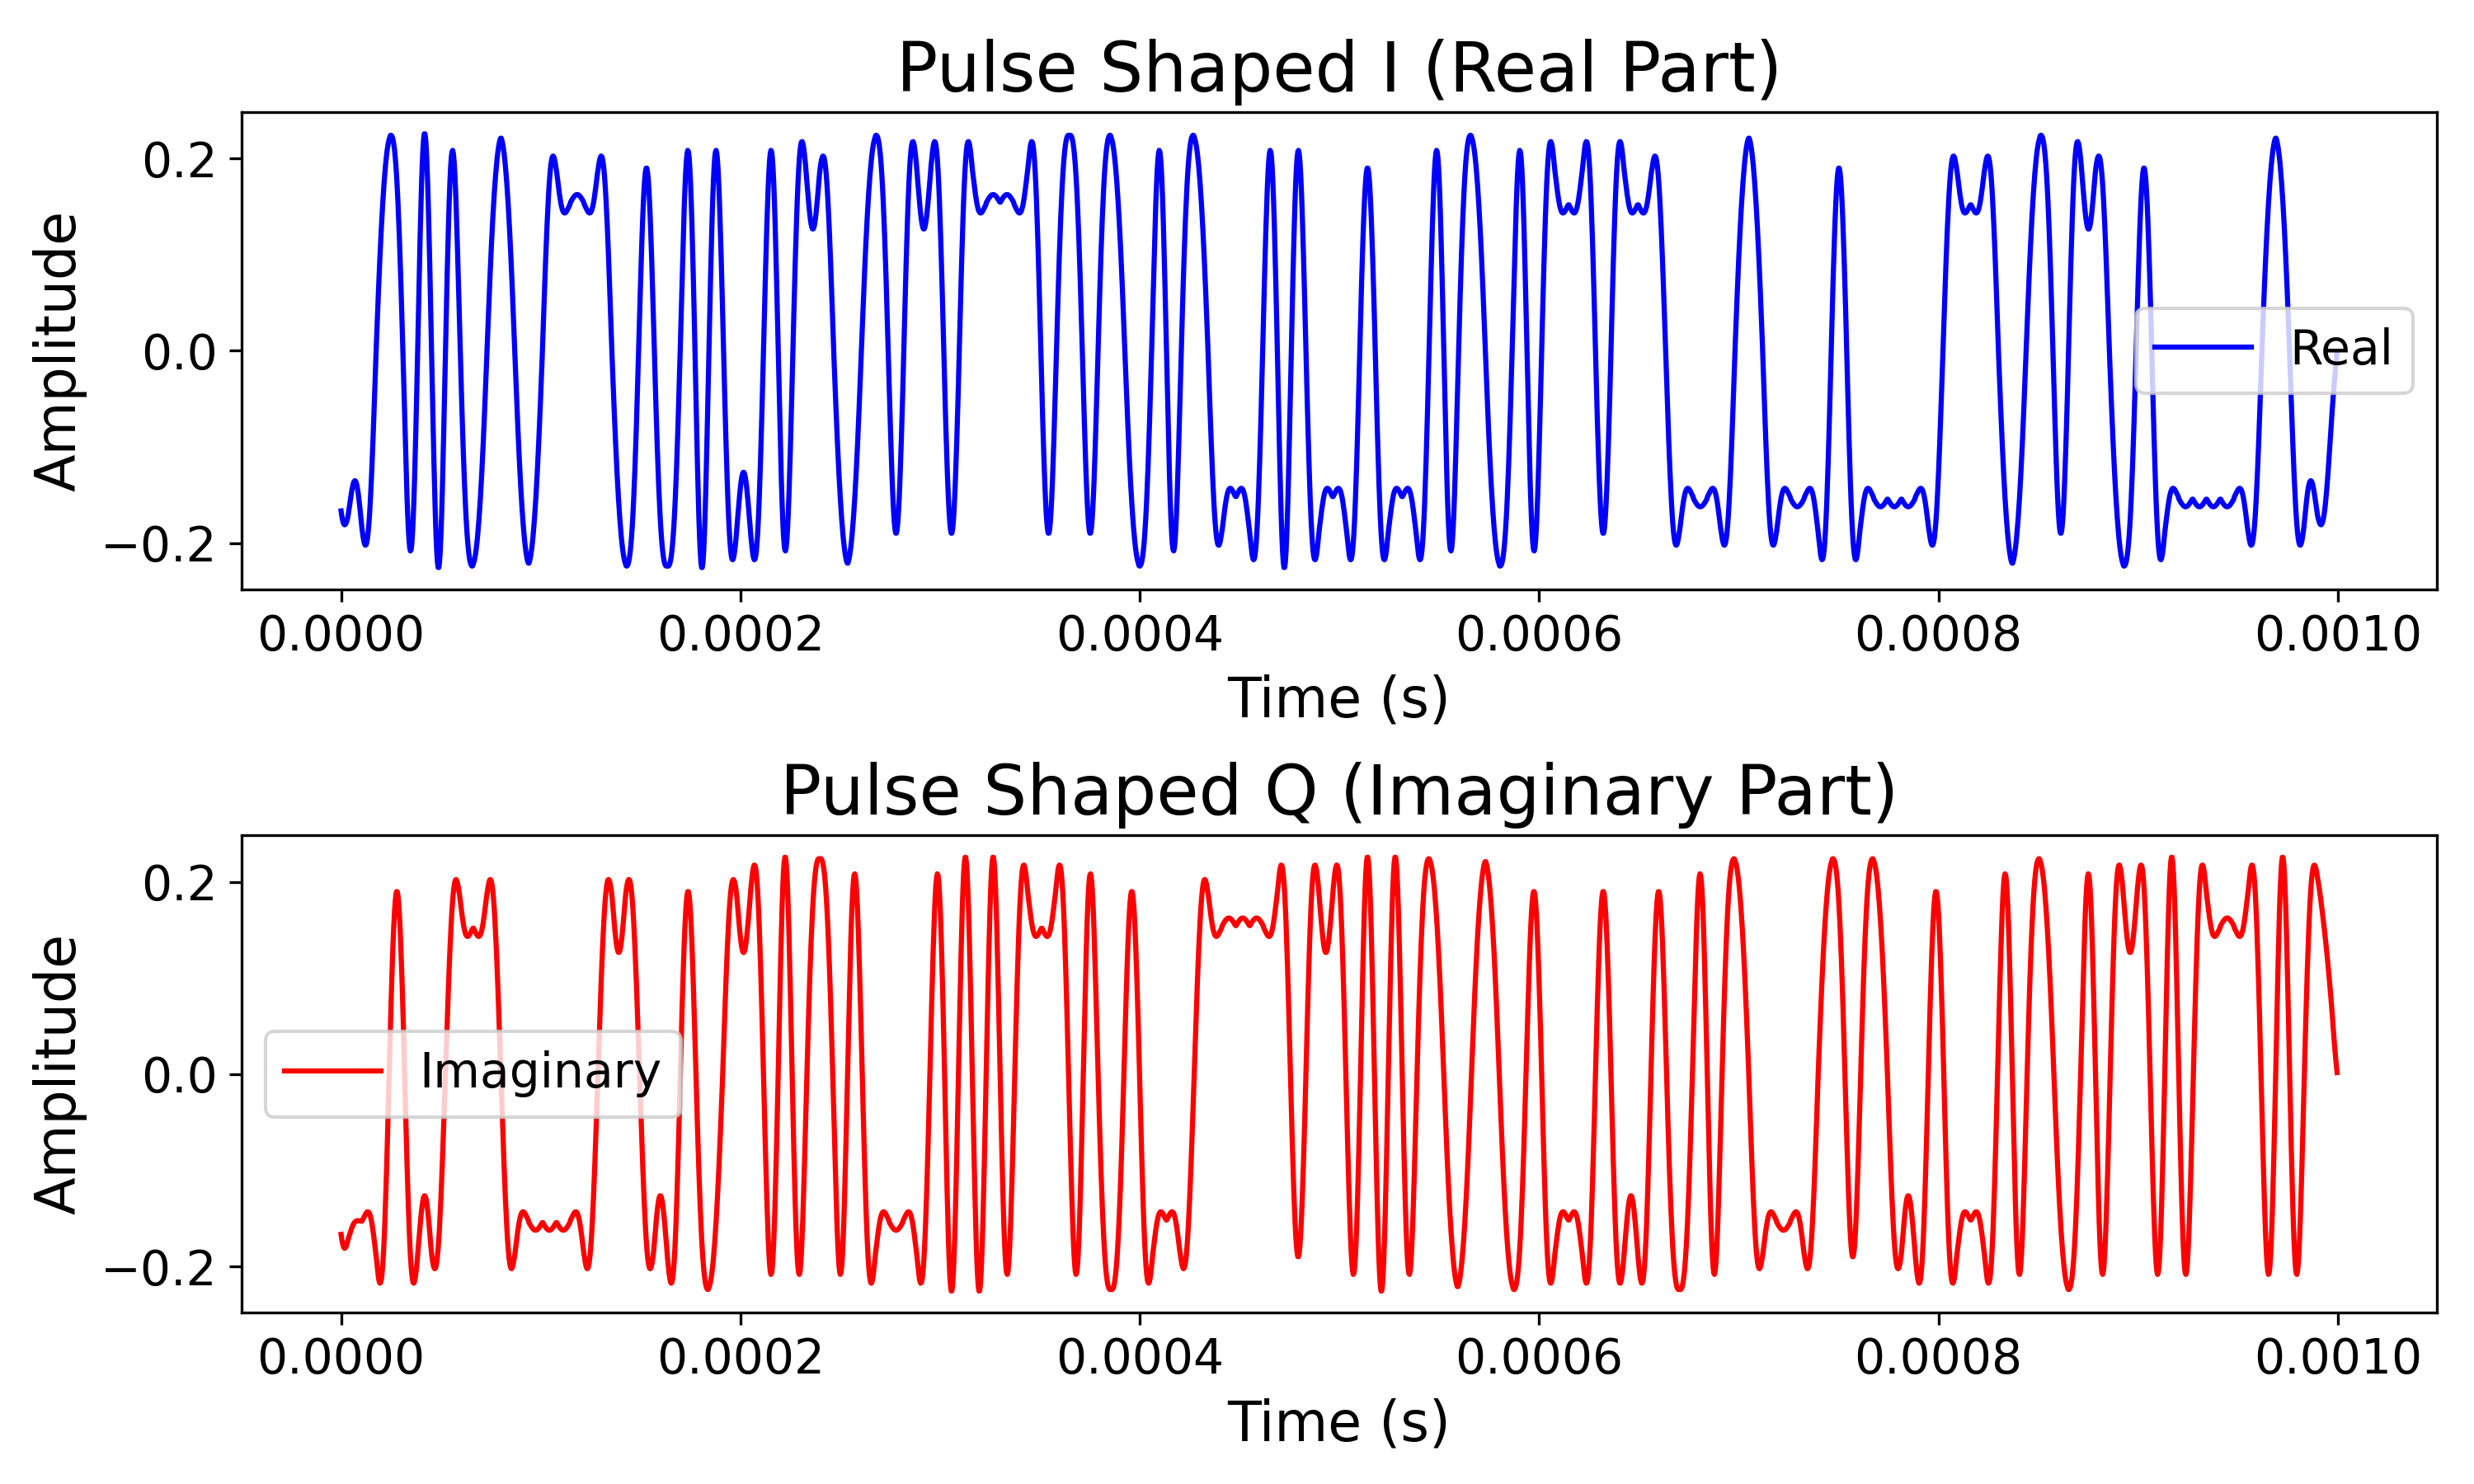 Pulse Shaped I (Real Part)
Amplitude
0.2
0.0
−0.2
Real
0.0000 0.0002 0.0004 0.0006 0.0008 0.0010
Time (s)
Pulse Shaped Q (Imaginary Part)
Amplitude
0.2
0.0
−0.2
Imaginary
0.0000 0.0002 0.0004 0.0006 0.0008 0.0010
Time (s)